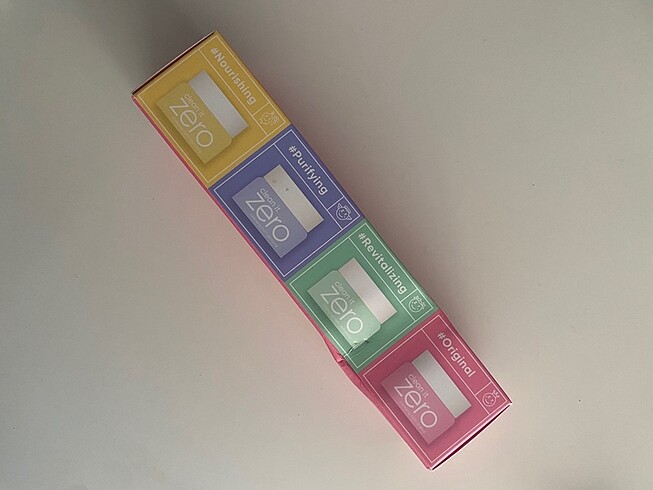 #Nourishing
clean it
zero
#Purifying
clean it
zero
#Revitalizing
clean it
zero
#Original
clean it
zero